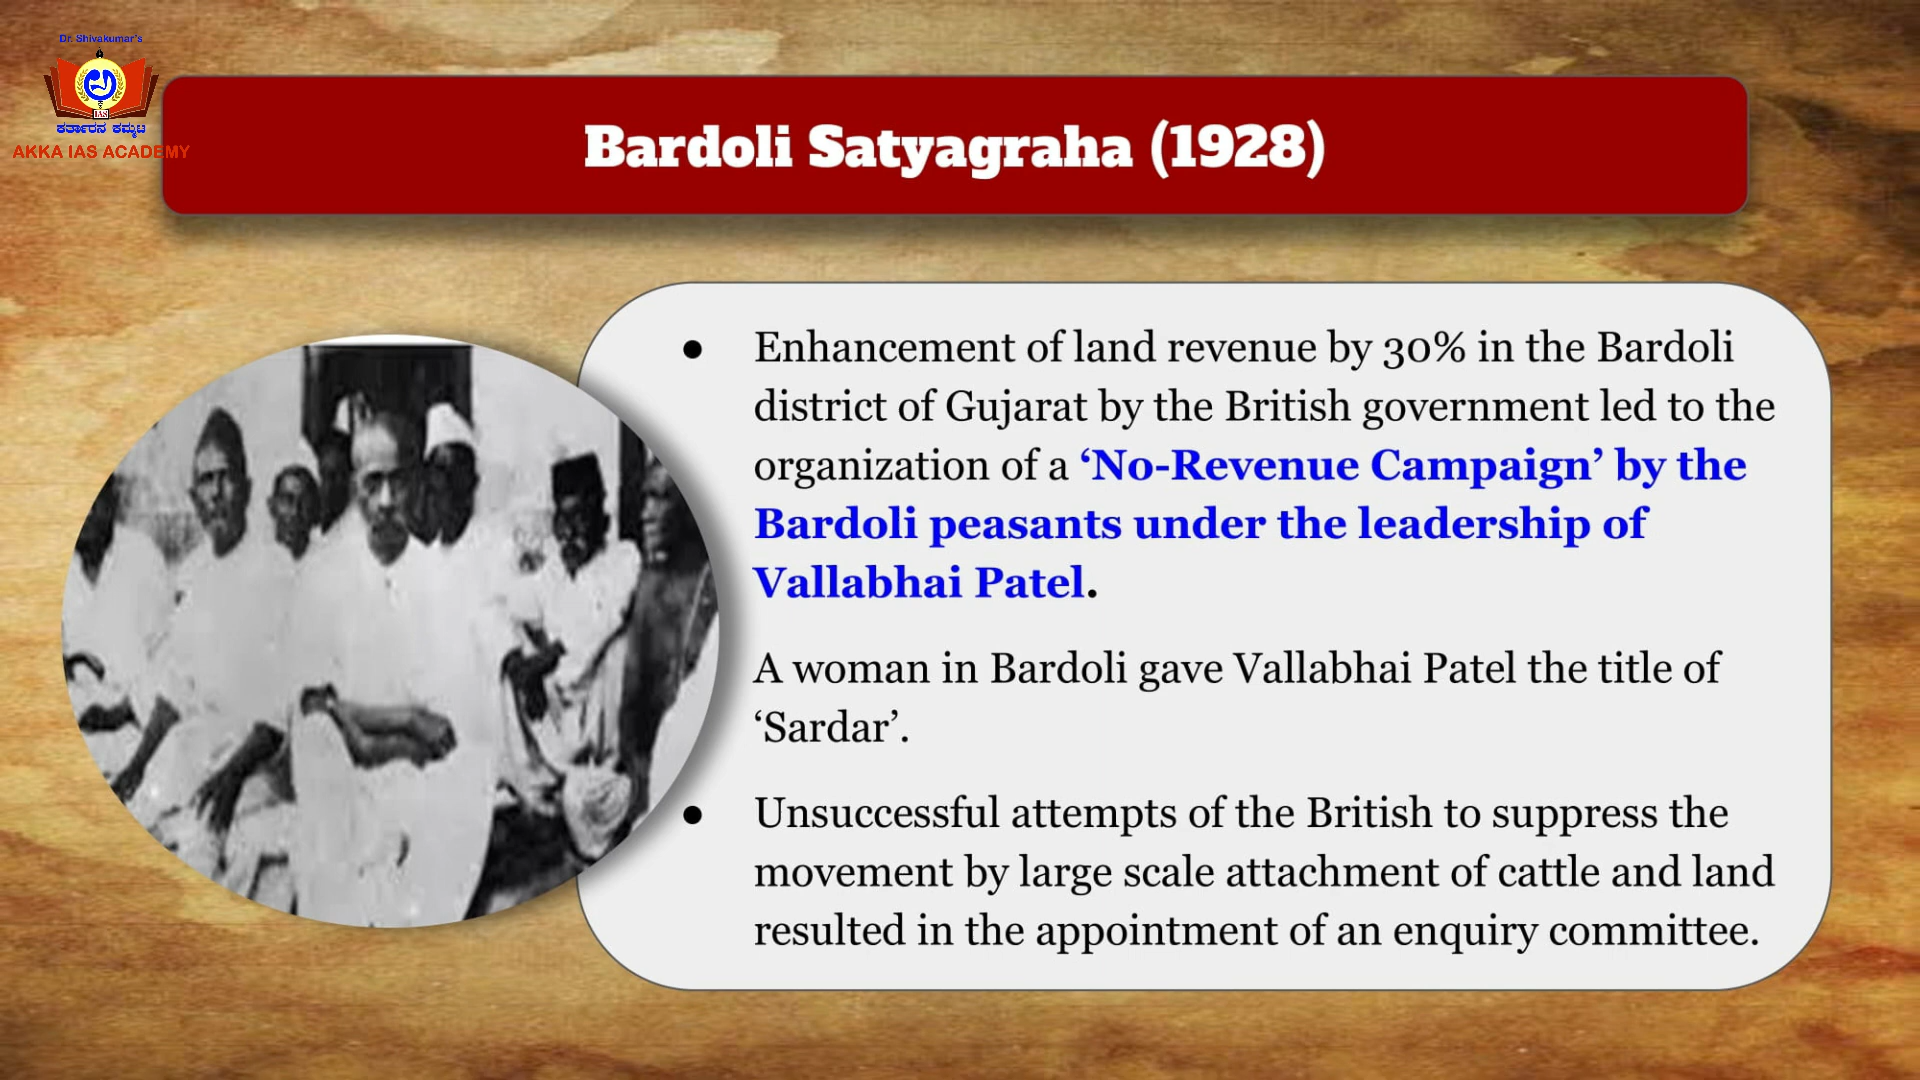 Dr. Shivakumar's
IAS
ಕರ್ತಾರನ ಕಮ್ಮಟ
AKKA IAS ACADEMY
Bardoli Satyagraha (1928)
● Enhancement of land revenue by 30% in the Bardoli
district of Gujarat by the British government led to the
organization of a ‘No-Revenue Campaign’ by the
Bardoli peasants under the leadership of
Vallabhai Patel.
A woman in Bardoli gave Vallabhai Patel the title of
‘Sardar’.
● Unsuccessful attempts of the British to suppress the
movement by large scale attachment of cattle and land
resulted in the appointment of an enquiry committee.